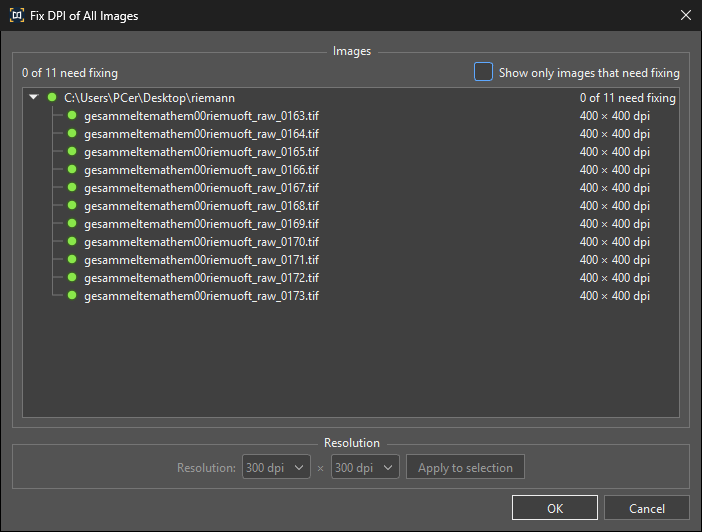 Fix DPI of All Images
Images
0 of 11 need fixing
Show only images that need fixing
C:\Users\PCer\Desktop\riemann 0 of 11 need fixing
gesammeltemathem00riemuoft_raw_0163.tif 400 × 400 dpi
gesammeltemathem00riemuoft_raw_0164.tif 400 × 400 dpi
gesammeltemathem00riemuoft_raw_0165.tif 400 × 400 dpi
gesammeltemathem00riemuoft_raw_0166.tif 400 × 400 dpi
gesammeltemathem00riemuoft_raw_0167.tif 400 × 400 dpi
gesammeltemathem00riemuoft_raw_0168.tif 400 × 400 dpi
gesammeltemathem00riemuoft_raw_0169.tif 400 × 400 dpi
gesammeltemathem00riemuoft_raw_0170.tif 400 × 400 dpi
gesammeltemathem00riemuoft_raw_0171.tif 400 × 400 dpi
gesammeltemathem00riemuoft_raw_0172.tif 400 × 400 dpi
gesammeltemathem00riemuoft_raw_0173.tif 400 × 400 dpi
Resolution
Resolution: 300 dpi × 300 dpi Apply to selection
OK Cancel